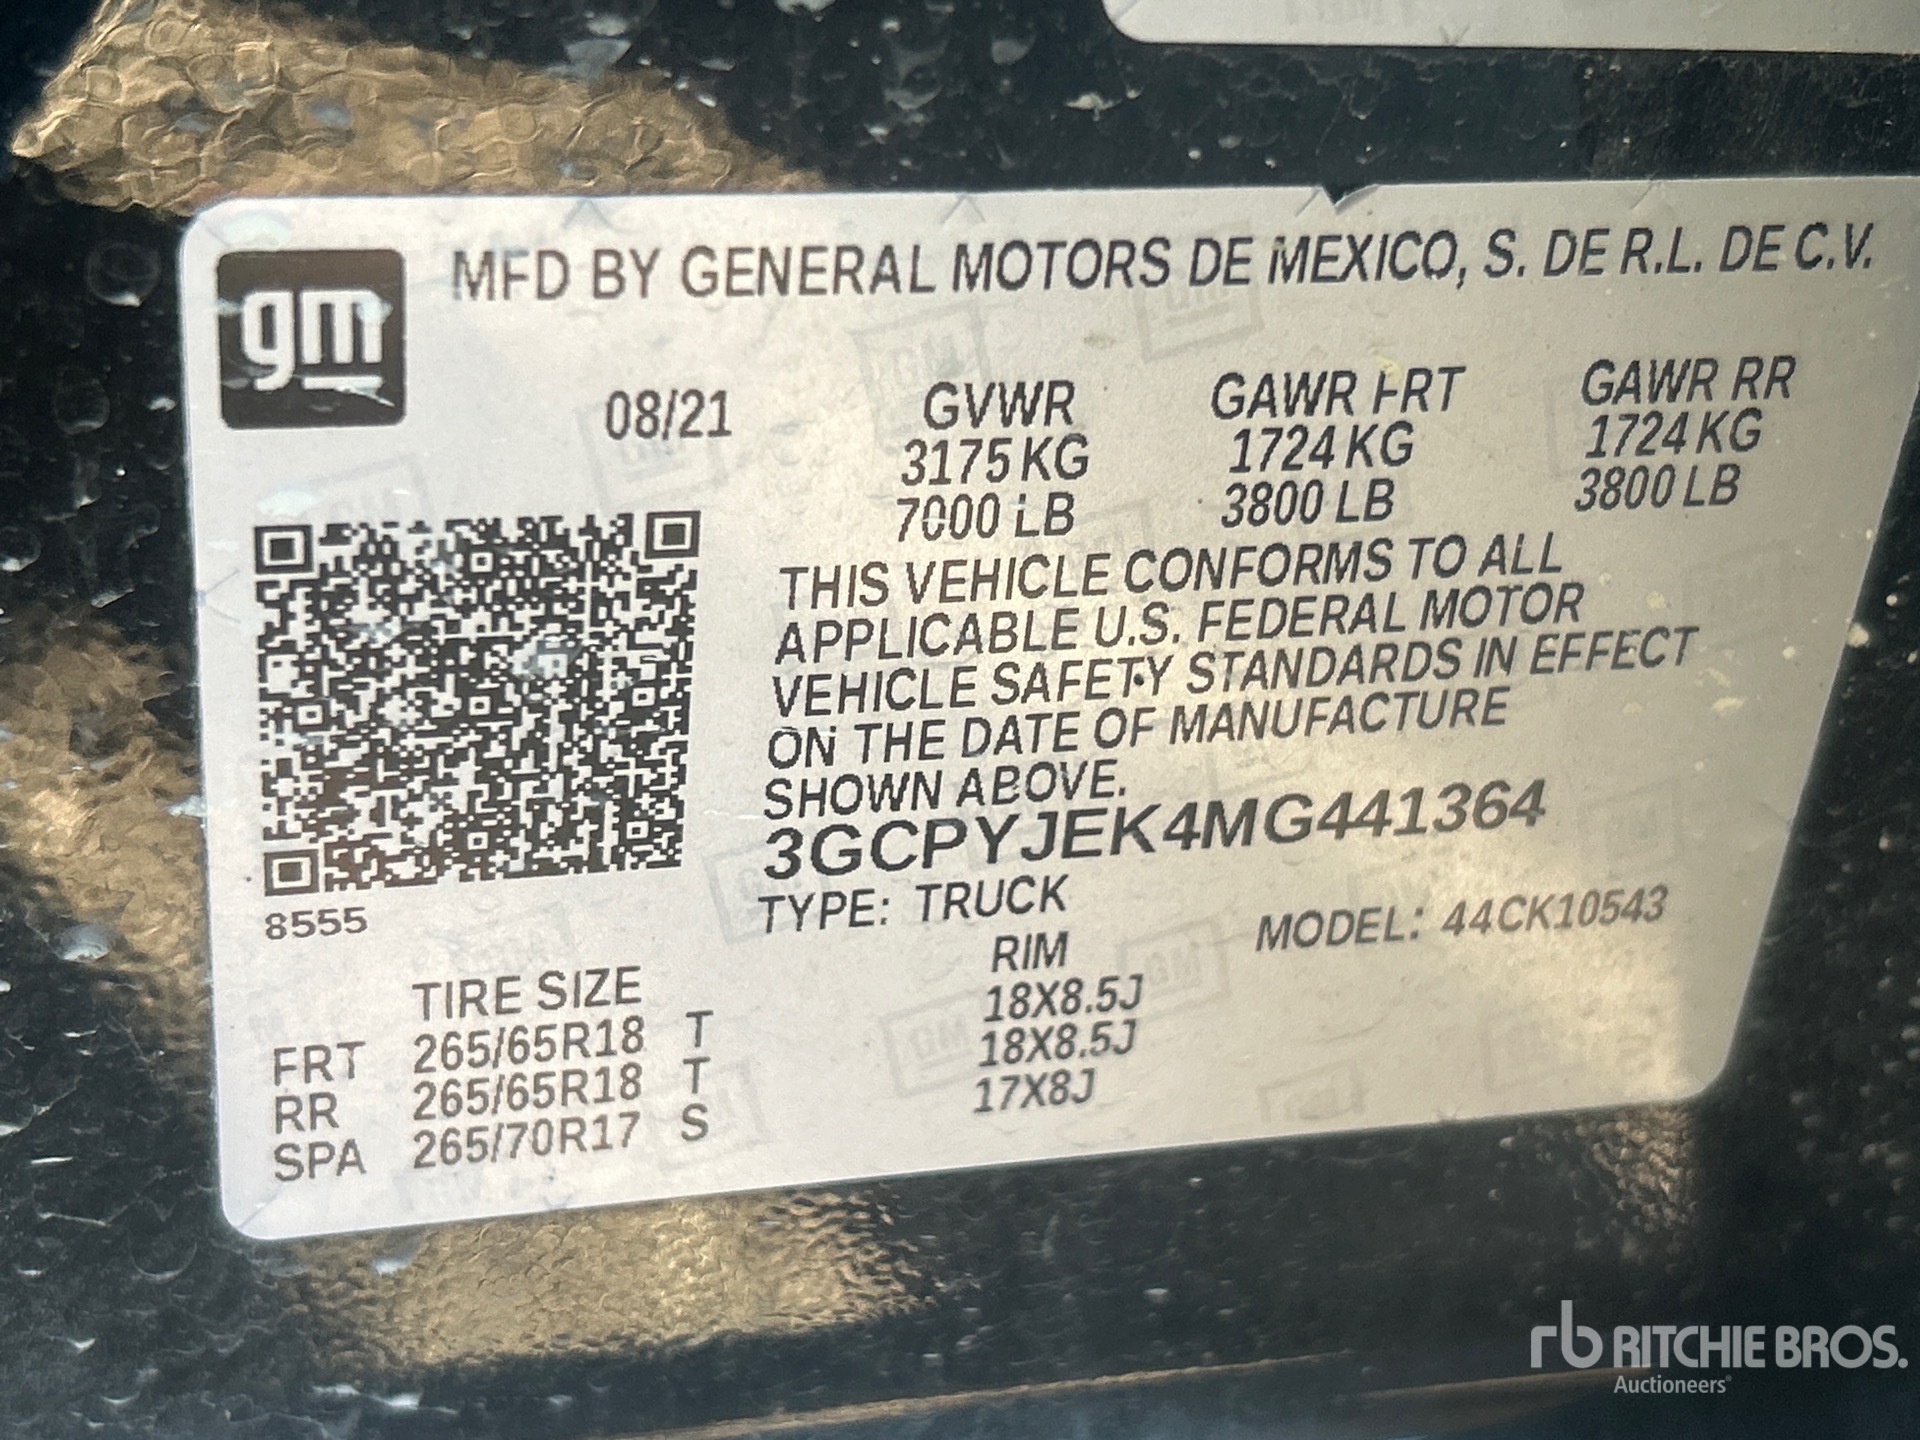 gm
MFD BY GENERAL MOTORS DE MEXICO, S. DE R.L. DE C.V.
08/21 GVWR GAWR FRT GAWR RR
3175 KG 1724 KG 1724 KG
7000 LB 3800 LB 3800 LB
THIS VEHICLE CONFORMS TO ALL
APPLICABLE U.S. FEDERAL MOTOR
VEHICLE SAFETY STANDARDS IN EFFECT
ON THE DATE OF MANUFACTURE
SHOWN ABOVE.
3GCPYJEK4MG441364
8555
TYPE: TRUCK MODEL: 44CK10543
TIRE SIZE RIM
FRT 265/65R18 T 18X8.5J
RR 265/65R18 T 18X8.5J
SPA 265/70R17 S 17X8J
rb RITCHIE BROS.
Auctioneers®